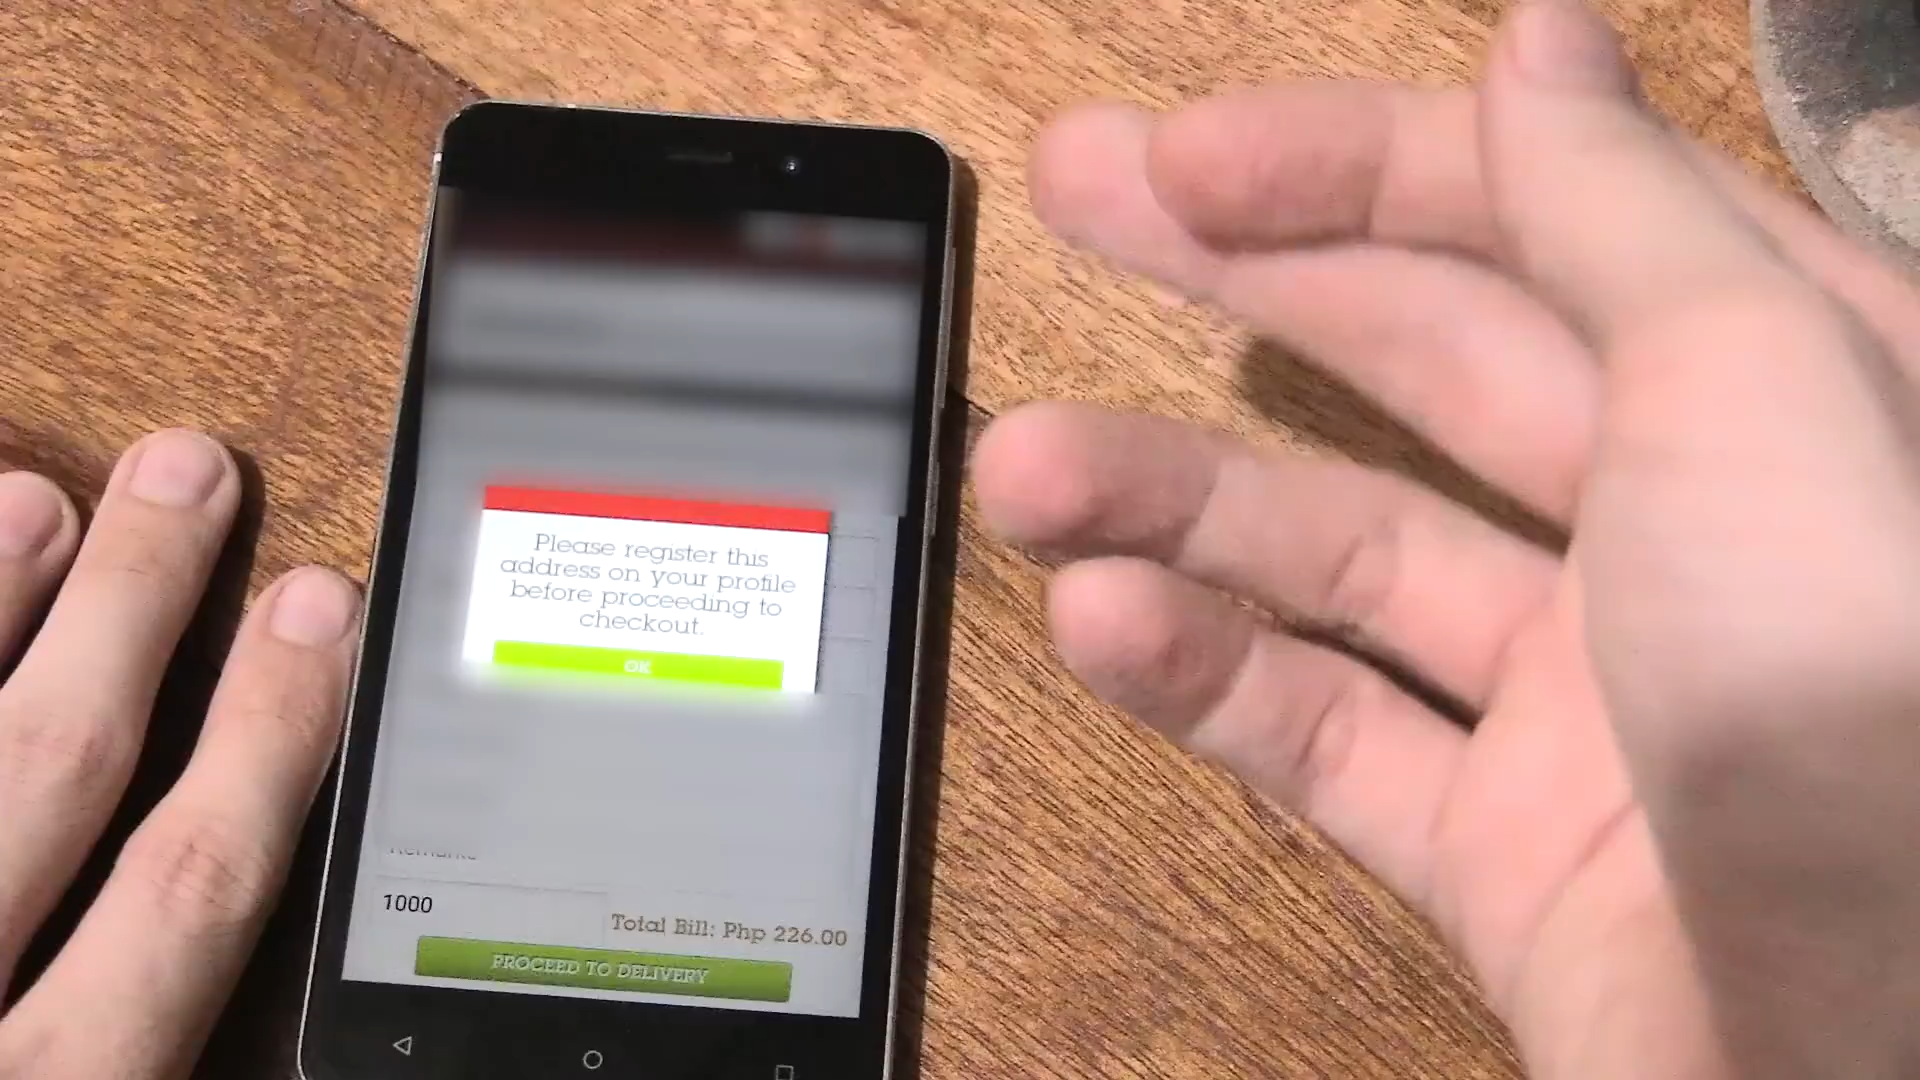 Please register this
address on your profile
before proceeding to
checkout.
OK
Remarks
1000
Total Bill: Php 226.00
PROCEED TO DELIVERY